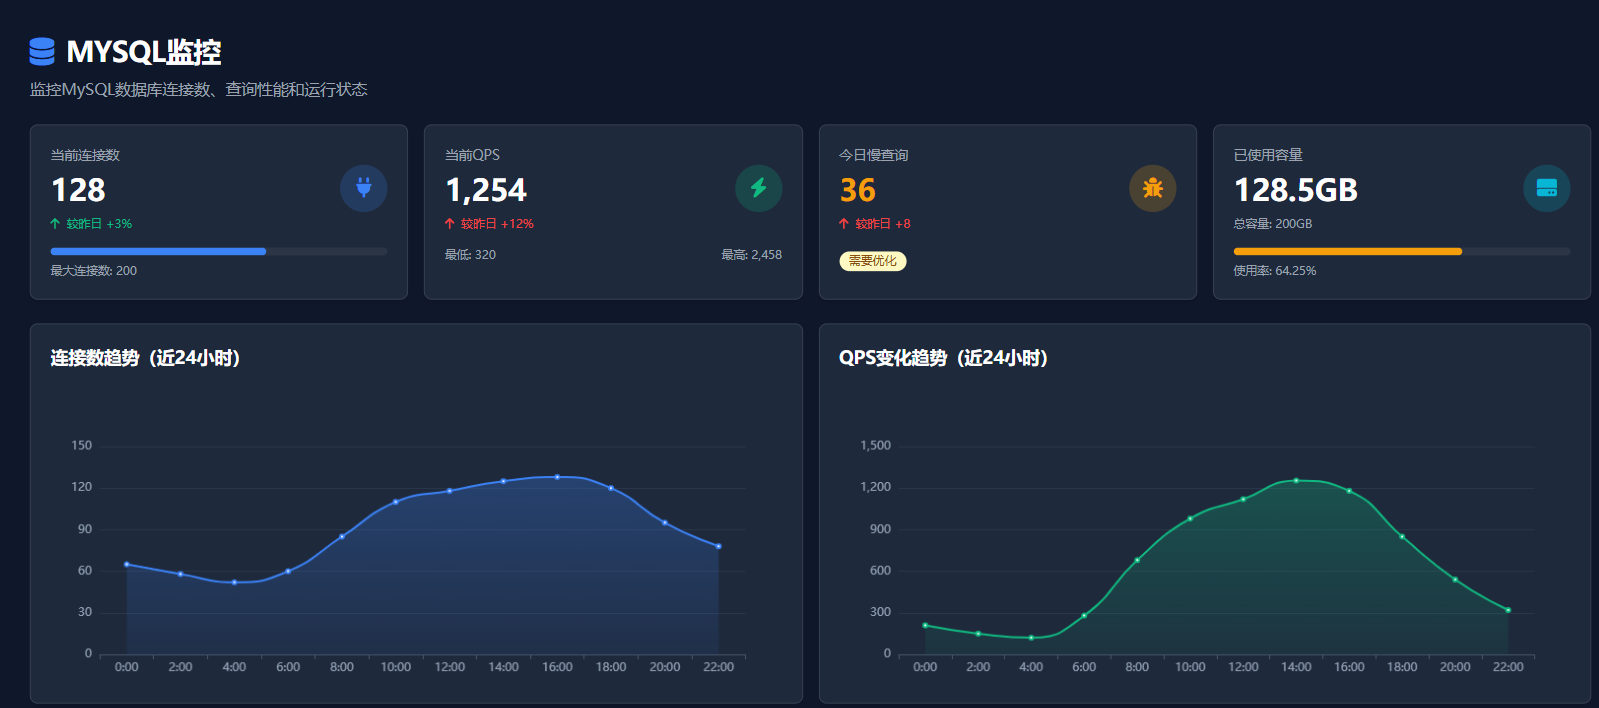 MYSQL监控
监控MySQL数据库连接数、查询性能和运行状态
当前连接数
128
较昨日 +3%
最大连接数: 200
当前QPS
1,254
较昨日 +12%
最低: 320 最高: 2,458
今日慢查询
36
较昨日 +8
需要优化
已使用容量
128.5GB
总容量: 200GB
使用率: 64.25%
连接数趋势（近24小时）
150
120
90
60
30
0
0:00 2:00 4:00 6:00 8:00 10:00 12:00 14:00 16:00 18:00 20:00 22:00
QPS变化趋势（近24小时）
1,500
1,200
900
600
300
0
0:00 2:00 4:00 6:00 8:00 10:00 12:00 14:00 16:00 18:00 20:00 22:00